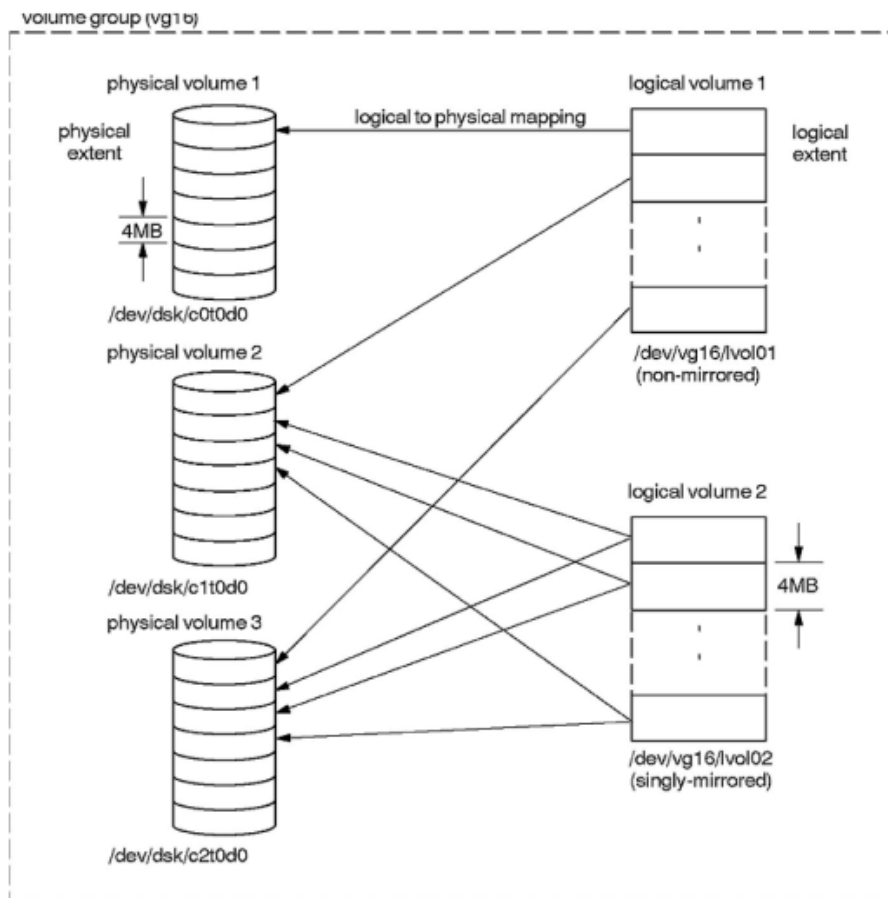 volume group (vg16)
physical volume 1
logical volume 1
physical
extent
logical to physical mapping
logical
extent
4MB
/dev/dsk/c0t0d0
physical volume 2
/dev/vg16/lvol01
(non-mirrored)
logical volume 2
4MB
/dev/dsk/c1t0d0
physical volume 3
/dev/vg16/lvol02
(singly-mirrored)
/dev/dsk/c2t0d0